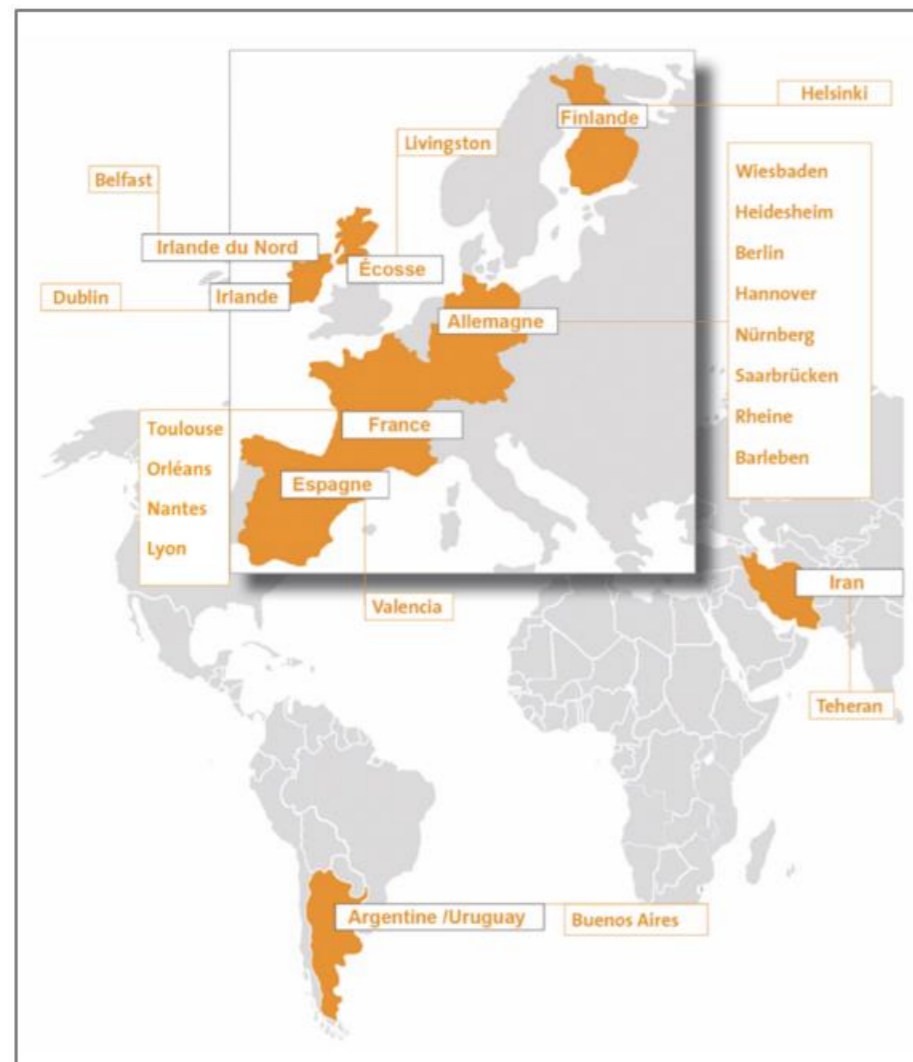 Helsinki
Finlande
Livingston
Belfast
Irlande du Nord
Écosse
Dublin
Irlande
Allemagne
Wiesbaden
Heidesheim
Berlin
Hannover
Nürnberg
Saarbrücken
Rheine
Barleben
France
Toulouse
Orléans
Nantes
Lyon
Espagne
Valencia
Iran
Teheran
Argentine /Uruguay
Buenos Aires